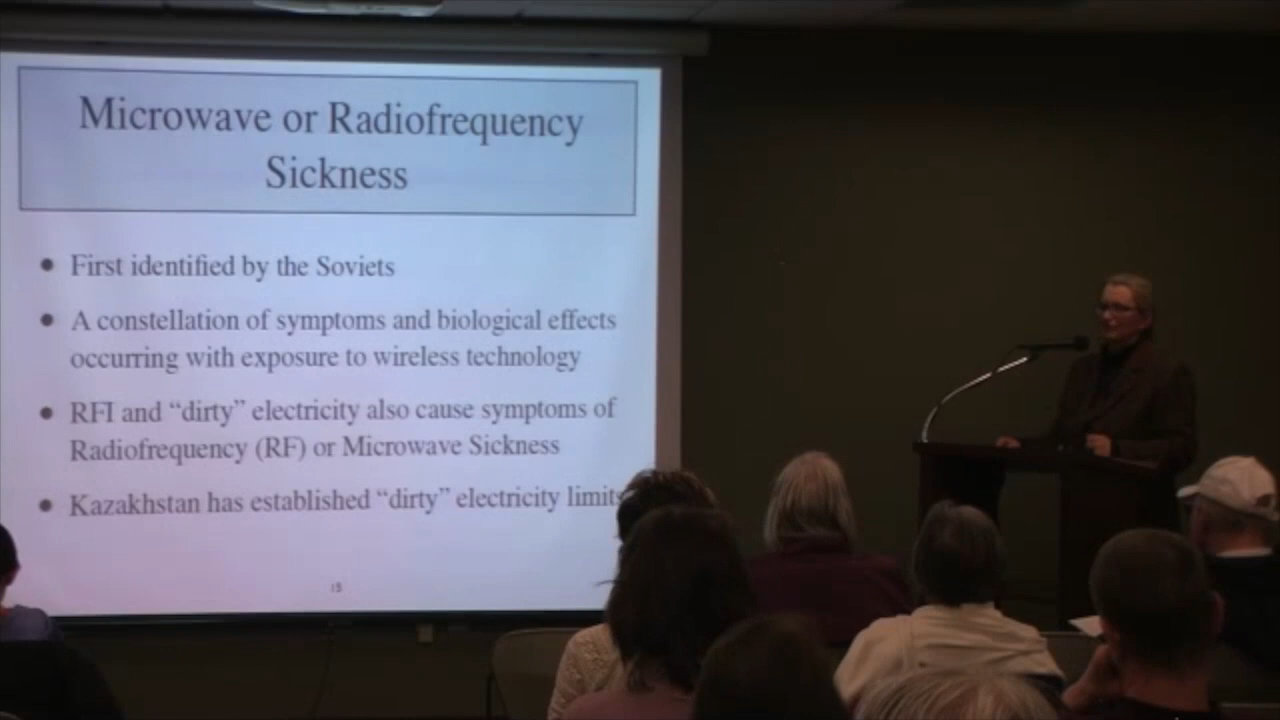 Microwave or Radiofrequency
Sickness
• First identified by the Soviets
• A constellation of symptoms and biological effects
occurring with exposure to wireless technology
• RFI and “dirty” electricity also cause symptoms of
Radiofrequency (RF) or Microwave Sickness
• Kazakhstan has established “dirty” electricity limits
15